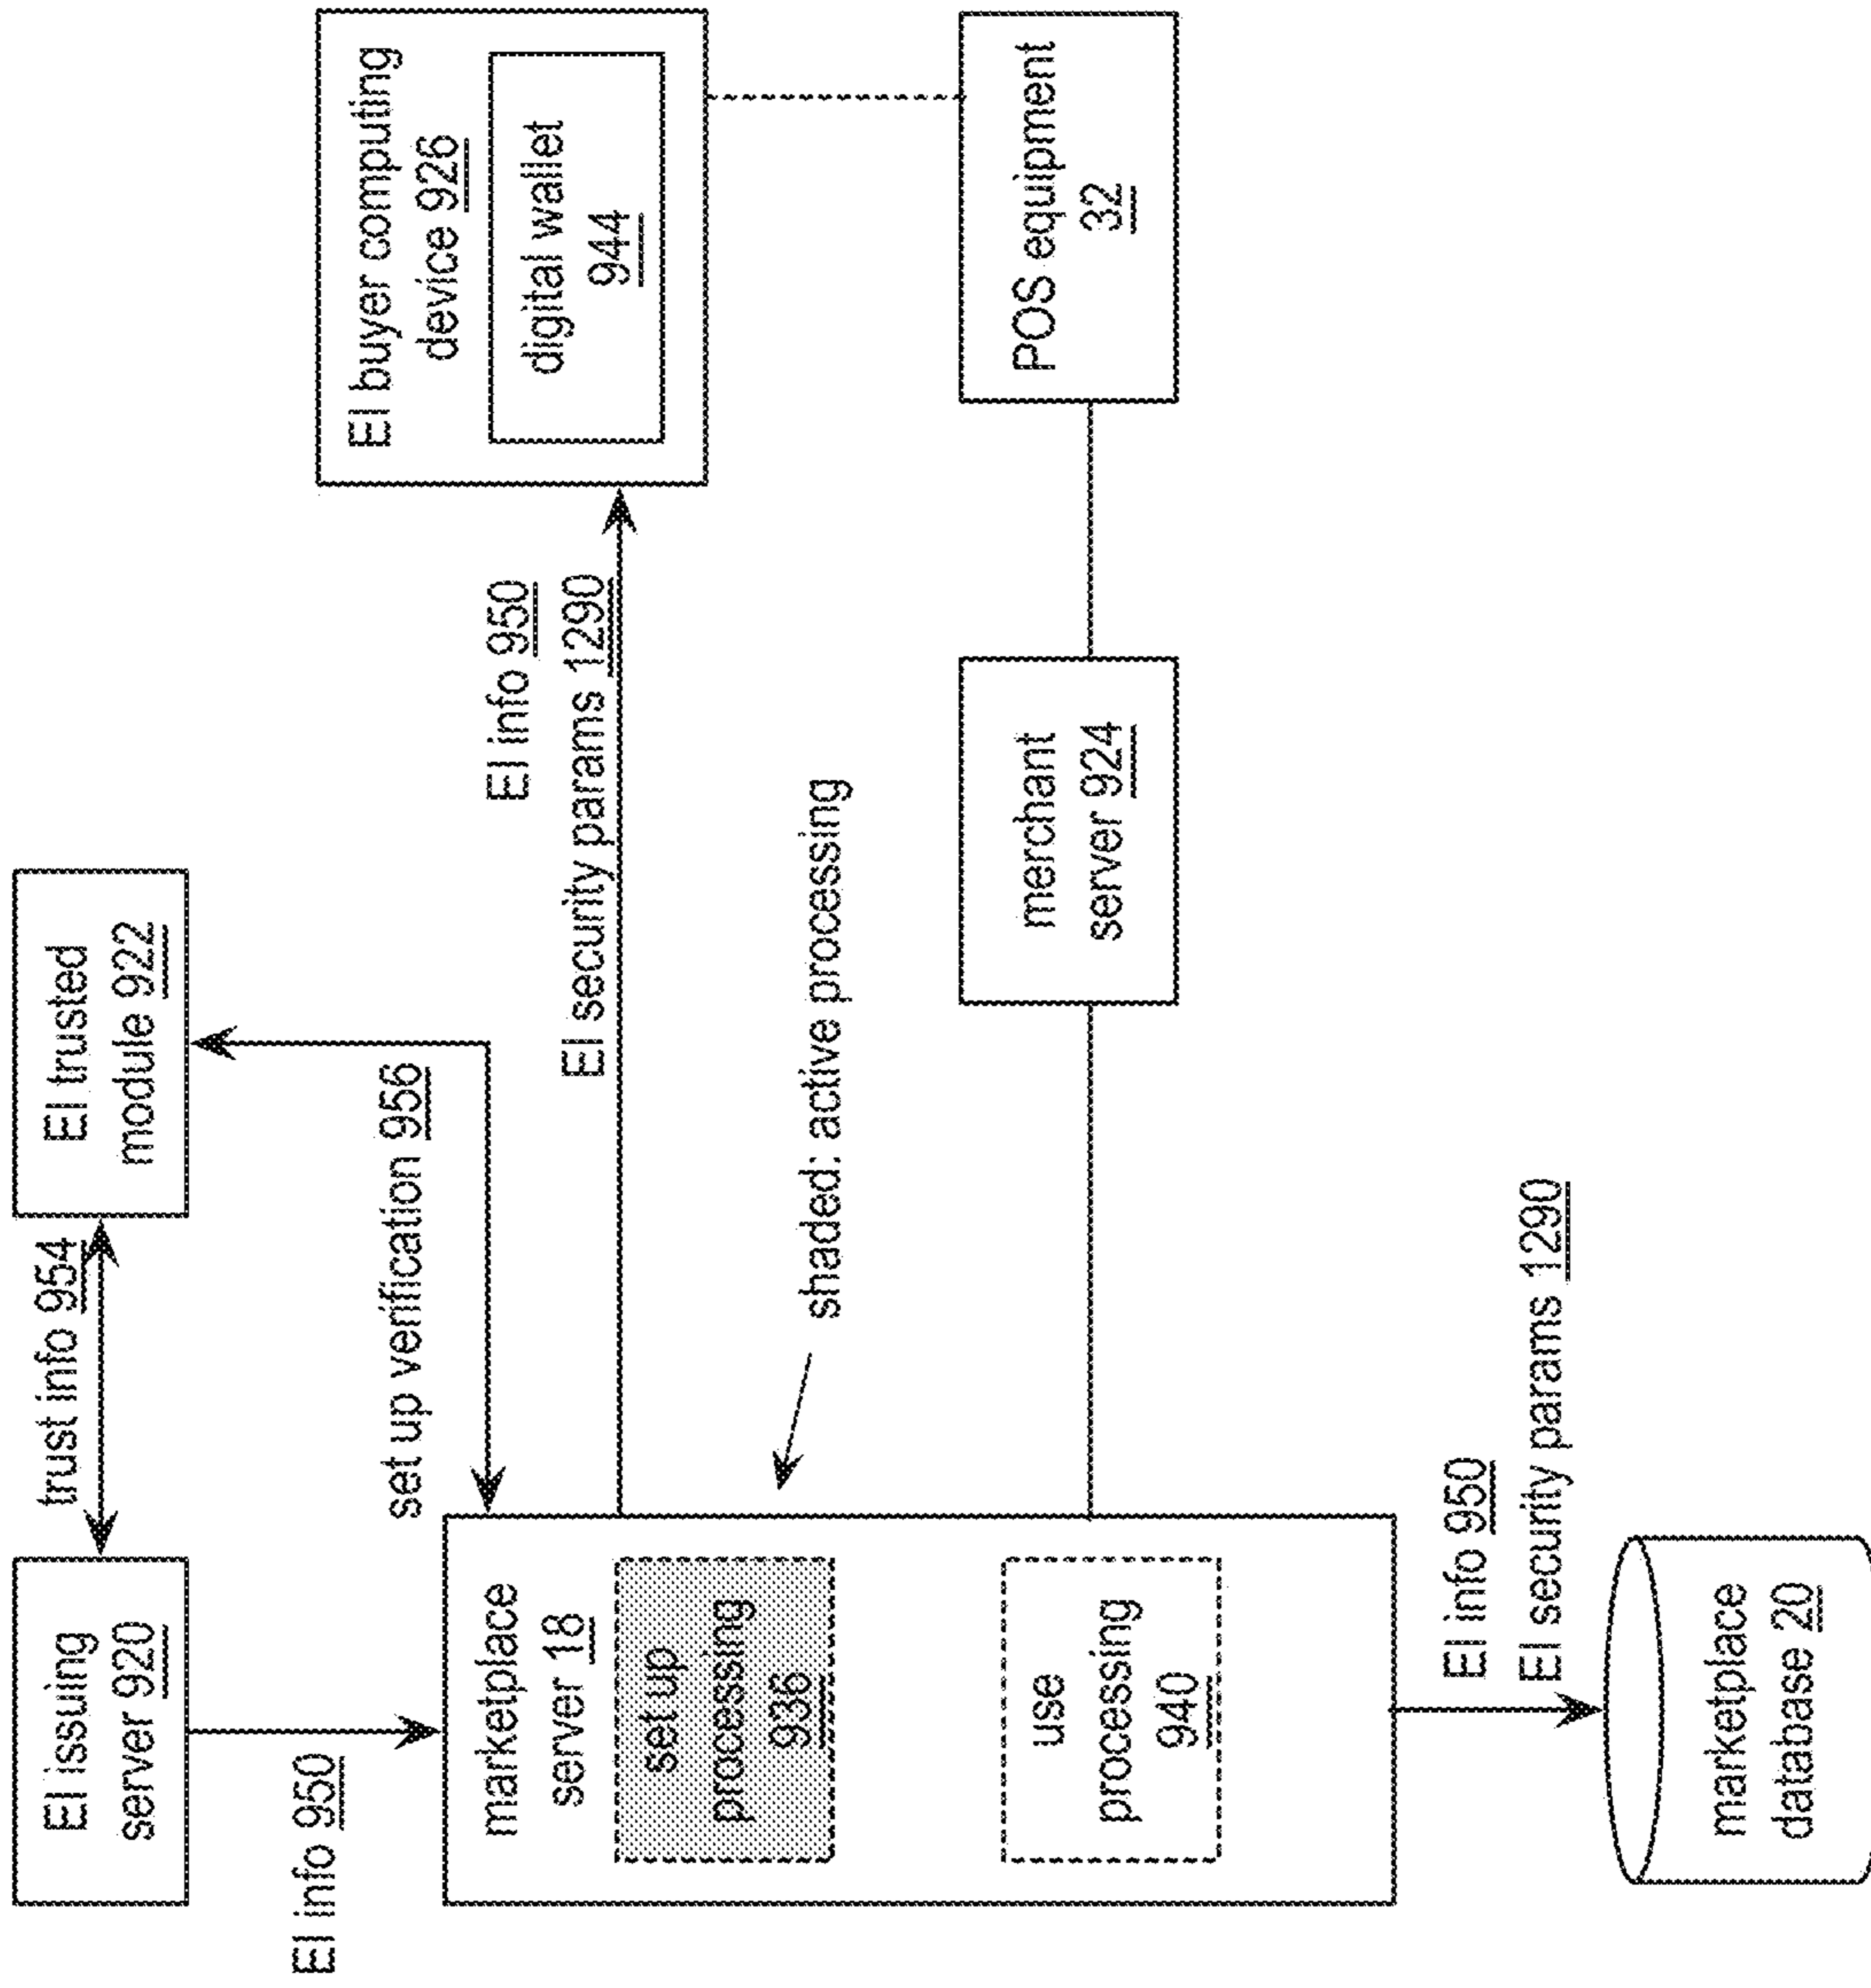 EI issuing
server 920
trust info 954
EI trusted
module 922
EI info 950
set up verification 956
EI info 950
EI security params 1290
EI buyer computing
device 926
digital wallet
944
marketplace
server 18
set up
processing
936
shaded: active processing
use
processing
940
merchant
server 924
POS equipment
32
EI info 950
EI security params 1290
marketplace
database 20